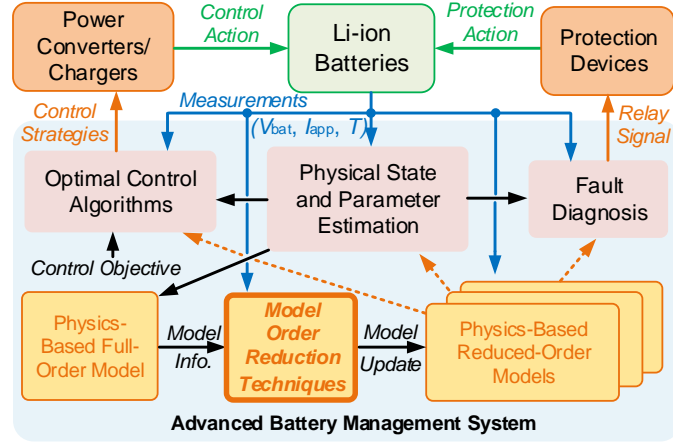 Power
Converters/
Chargers
Control
Action
Li-ion
Batteries
Protection
Action
Protection
Devices
Control
Strategies
Measurements
(Vbat, Iapp, T)
Relay
Signal
Optimal Control
Algorithms
Physical State
and Parameter
Estimation
Fault
Diagnosis
Control Objective
Physics-
Based Full-
Order Model
Model
Info.
Model
Order
Reduction
Techniques
Model
Update
Physics-Based
Reduced-Order
Models
Advanced Battery Management System